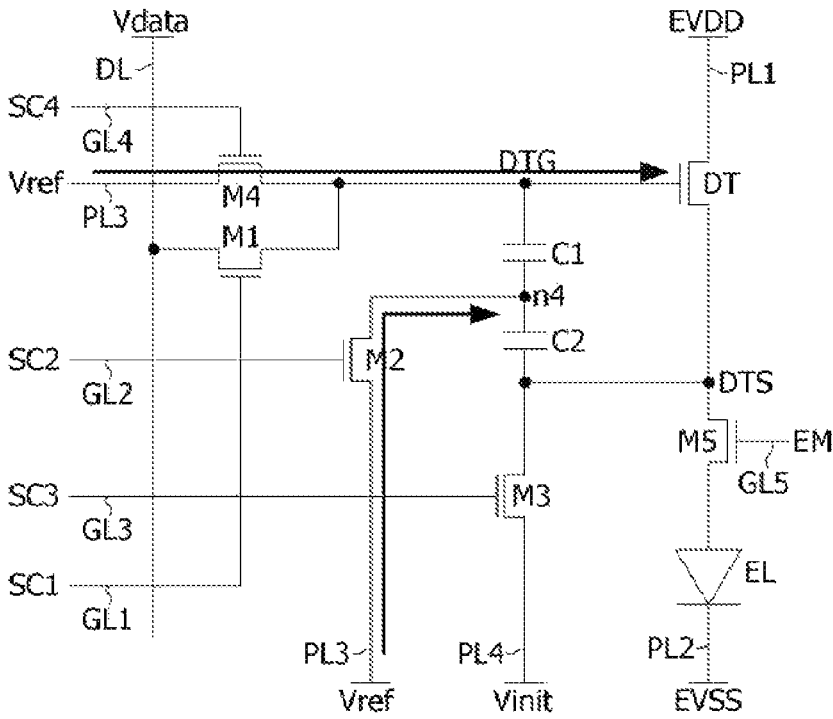 Vdata
EVDD
DL
PL1
SC4
GL4
DTG
Vref
M4
DT
PL3
M1
C1
n4
SC2
M2
C2
GL2
DTS
M5
EM
GL5
SC3
M3
GL3
EL
SC1
GL1
PL3
PL4
PL2
Vref
Vinit
EVSS